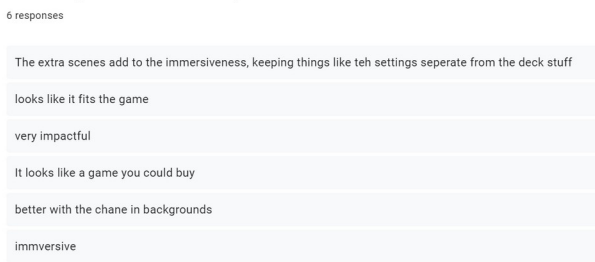 6 responses
The extra scenes add to the immersiveness, keeping things like teh settings seperate from the deck stuff
looks like it fits the game
very impactful
It looks like a game you could buy
better with the chane in backgrounds
immversive